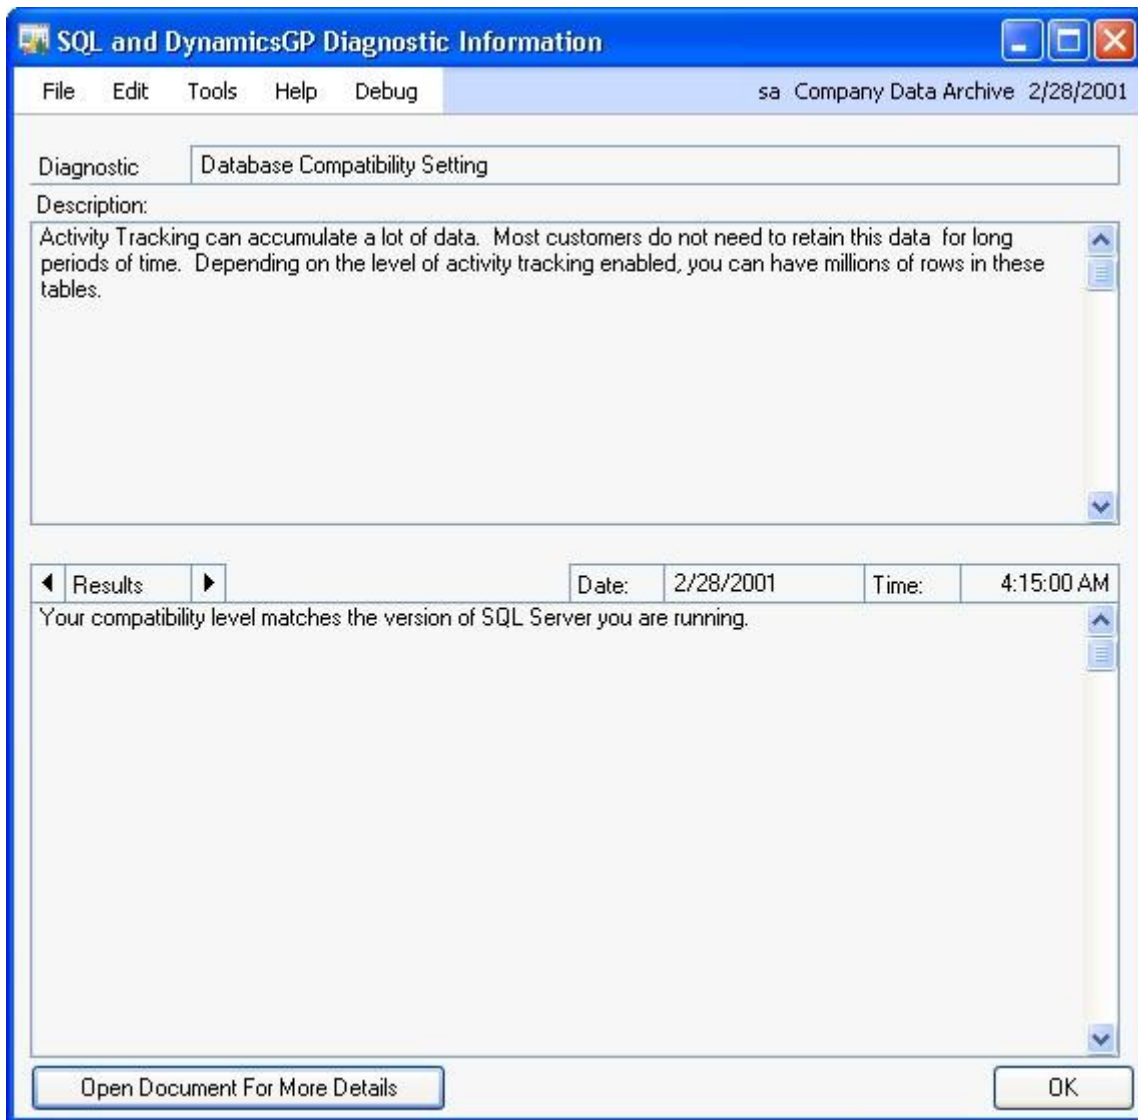 SQL and DynamicsGP Diagnostic Information
File Edit Tools Help Debug sa Company Data Archive 2/28/2001
Diagnostic Database Compatibility Setting
Description:
Activity Tracking can accumulate a lot of data.  Most customers do not need to retain this data  for long
periods of time.  Depending on the level of activity tracking enabled, you can have millions of rows in these
tables.
Results Date: 2/28/2001 Time: 4:15:00 AM
Your compatibility level matches the version of SQL Server you are running.
Open Document For More Details OK